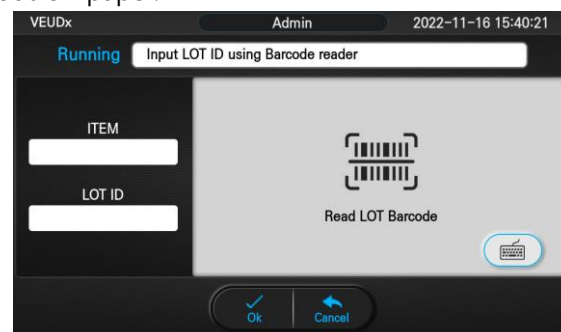 VEUDx Admin 2022-11-16 15:40:21
Running Input LOT ID using Barcode reader
ITEM
LOT ID
Read LOT Barcode
Ok Cancel